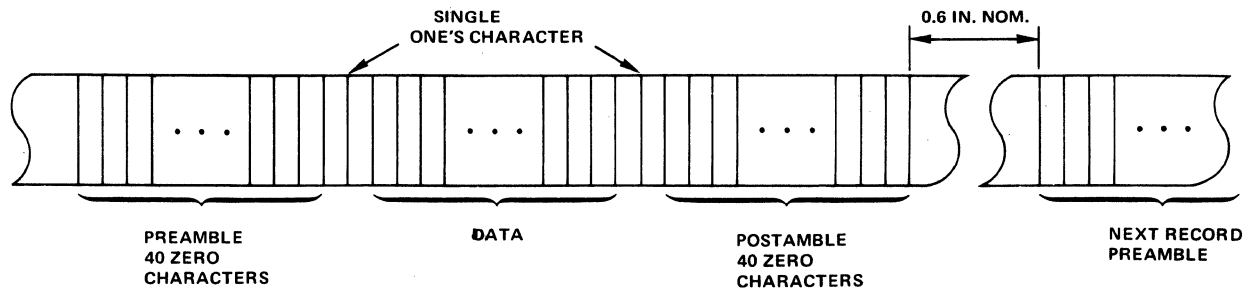 SINGLE
ONE'S CHARACTER
0.6 IN. NOM.
• • •
• • •
• • •
• • •
PREAMBLE
40 ZERO
CHARACTERS
DATA
POSTAMBLE
40 ZERO
CHARACTERS
NEXT RECORD
PREAMBLE